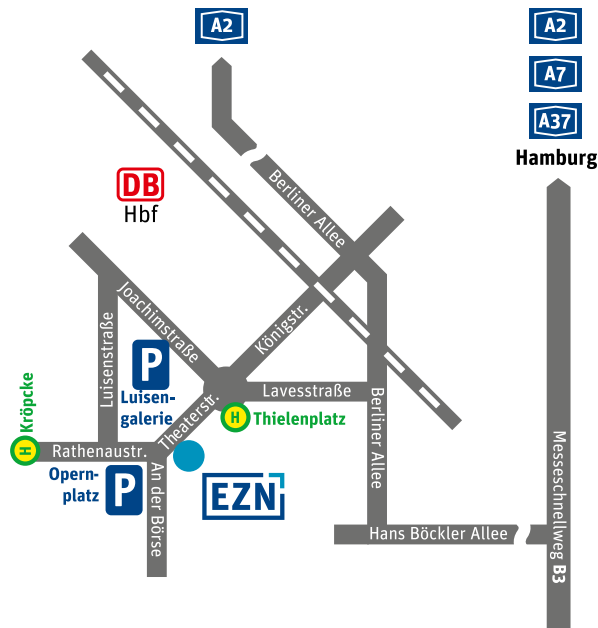 A2
A2
A7
A37
Hamburg
DB
Hbf
Berliner Allee
Joachimstraße
Königstr.
Luisenstraße
P
Luisen-
galerie
Lavesstraße
Theaterstr.
H
Thielenplatz
Kröpcke
H
Rathenaustr.
Opern-
platz
P
An der Börse
EZN
Berliner Allee
Hans Böckler Allee
Messeschnellweg B3